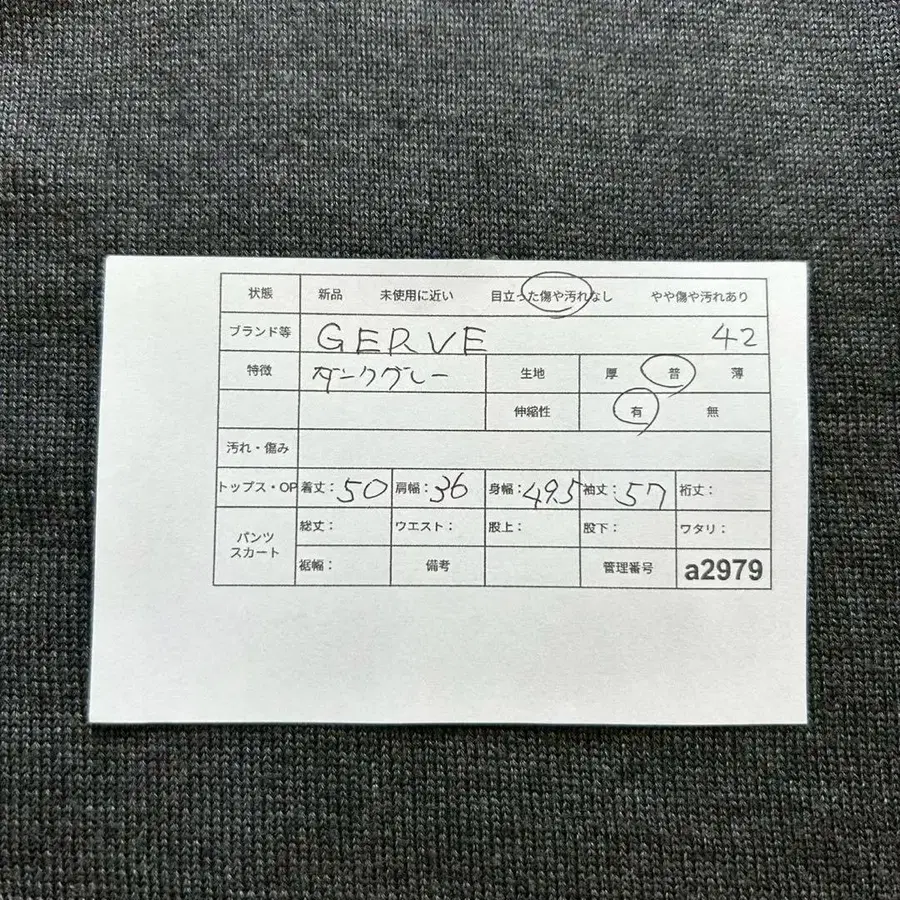 状態 新品 未使用に近い 目立った傷や汚れなし やや傷や汚れあり
ブランド等 GERVE 42
特徴 ダークグレー 生地 厚 普 薄
伸縮性 有 無
汚れ・傷み
トップス・OP 着丈：50 肩幅：36 身幅：49.5 袖丈：57 裄丈：
パンツ スカート 総丈： ウエスト： 股上： 股下： ワタリ：
裾幅： 備考 管理番号 a2979